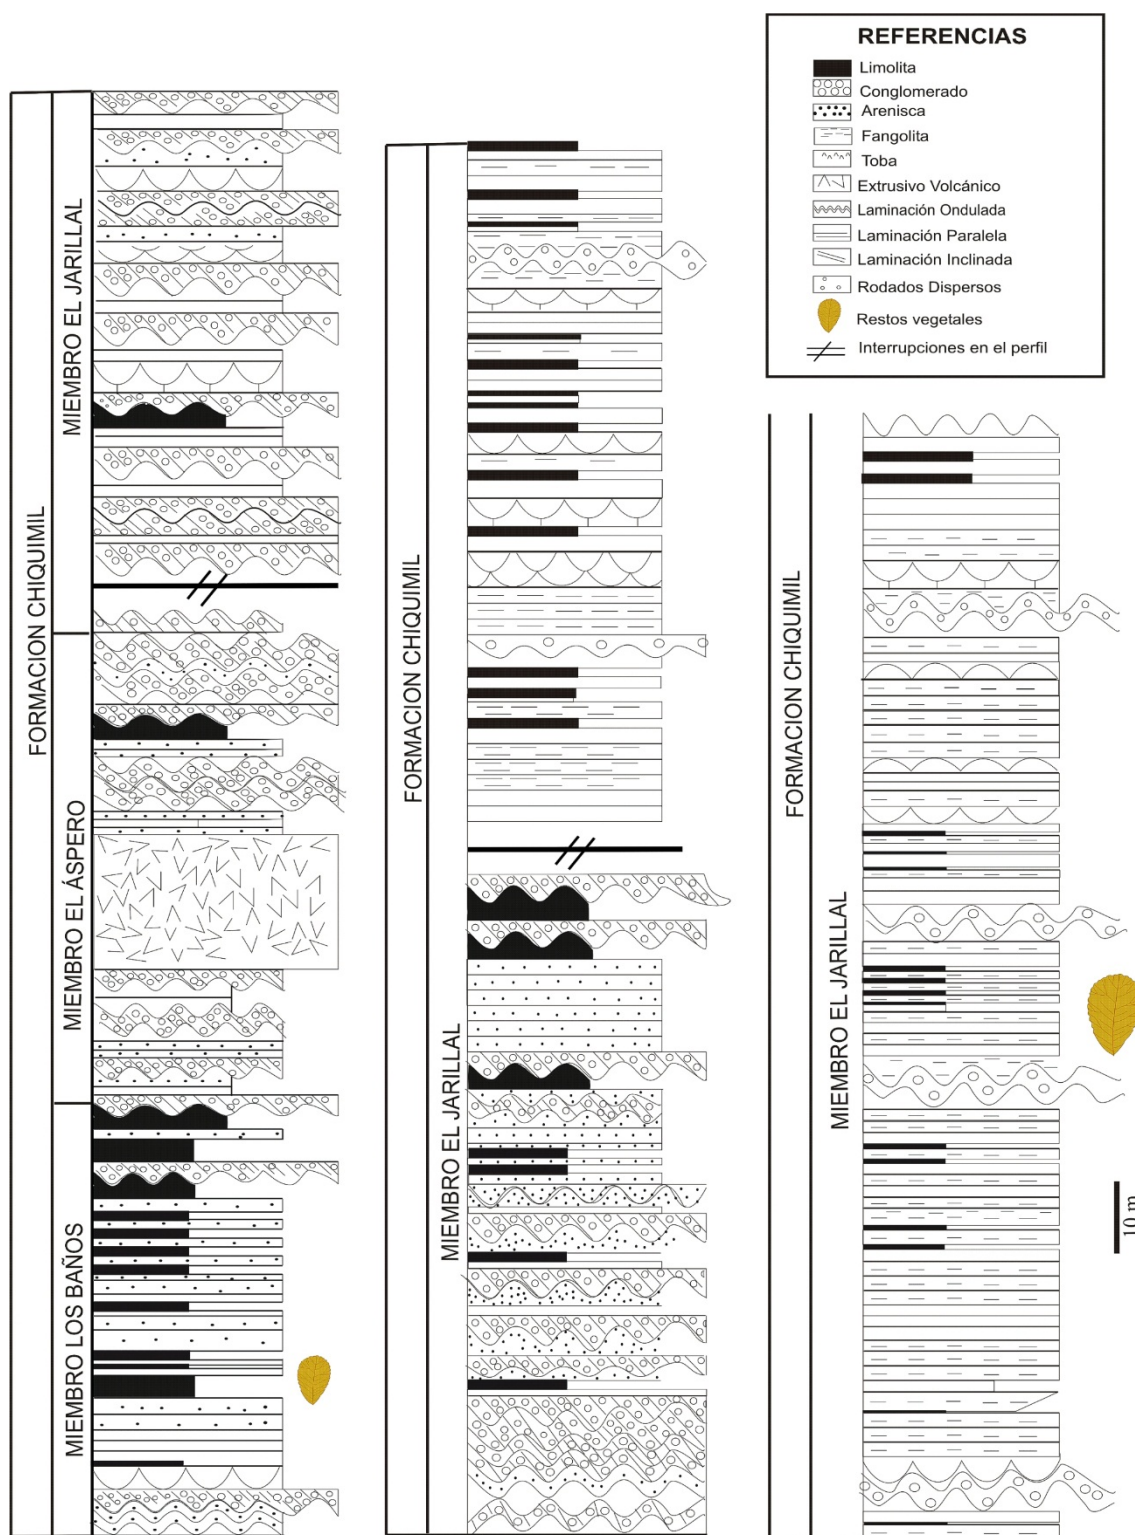 REFERENCIAS
Limolita
Conglomerado
Arenisca
Fangolita
Toba
Extrusivo Volcánico
Laminación Ondulada
Laminación Paralela
Laminación Inclinada
Rodados Dispersos
Restos vegetales
Interrupciones en el perfil
FORMACION CHIQUIMIL
MIEMBRO EL JARILLAL
MIEMBRO EL ÁSPERO
MIEMBRO LOS BAÑOS
FORMACION CHIQUIMIL
MIEMBRO EL JARILLAL
FORMACION CHIQUIMIL
MIEMBRO EL JARILLAL
10 m